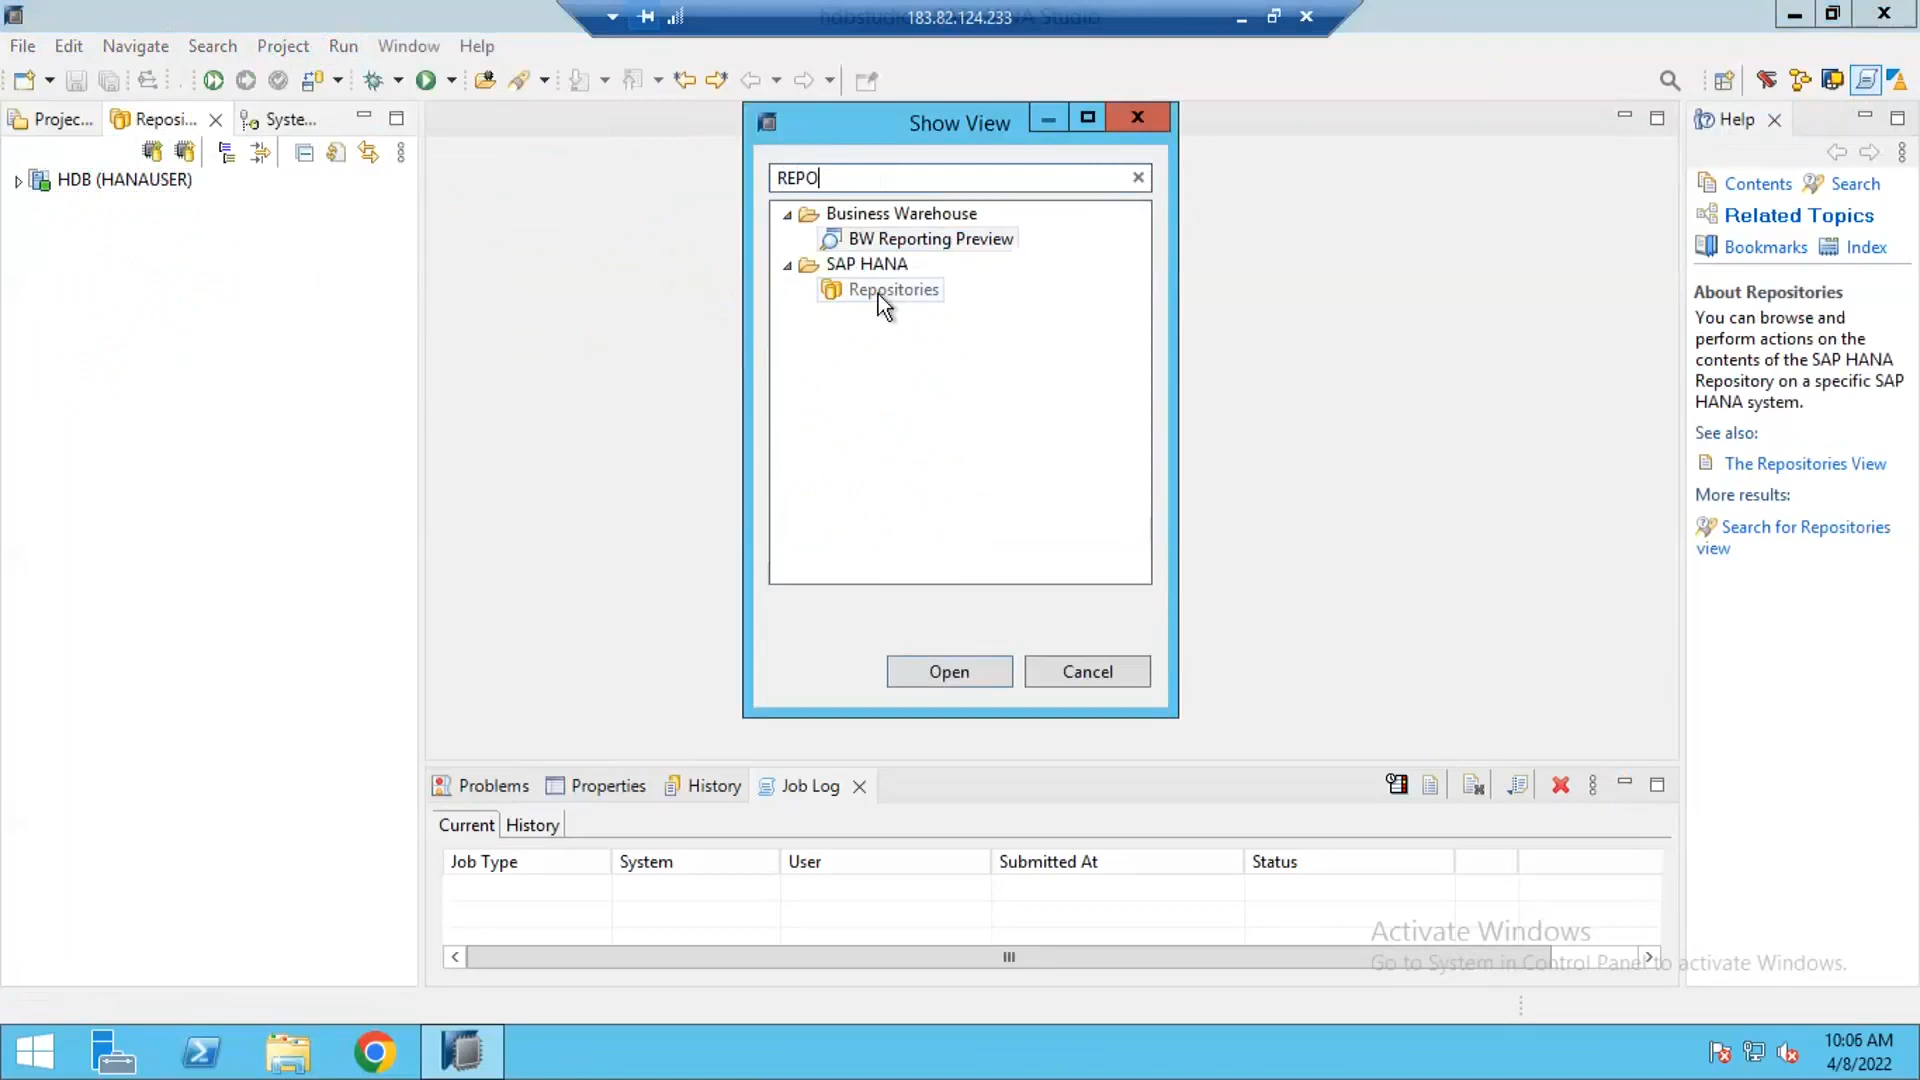 183.82.124.233
File Edit Navigate Search Project Run Window Help
Projec... Reposi... Syste...
HDB (HANAUSER)
Show View
REPO
Business Warehouse
BW Reporting Preview
SAP HANA
Repositories
Open Cancel
Help
Contents Search
Related Topics
Bookmarks Index
About Repositories
You can browse and
perform actions on the
contents of the SAP HANA
Repository on a specific SAP
HANA system.
See also:
The Repositories View
More results:
Search for Repositories
view
Problems Properties History Job Log
Current History
Job Type System User Submitted At Status
Activate Windows
Go to System in Control Panel to activate Windows.
10:06 AM
4/8/2022